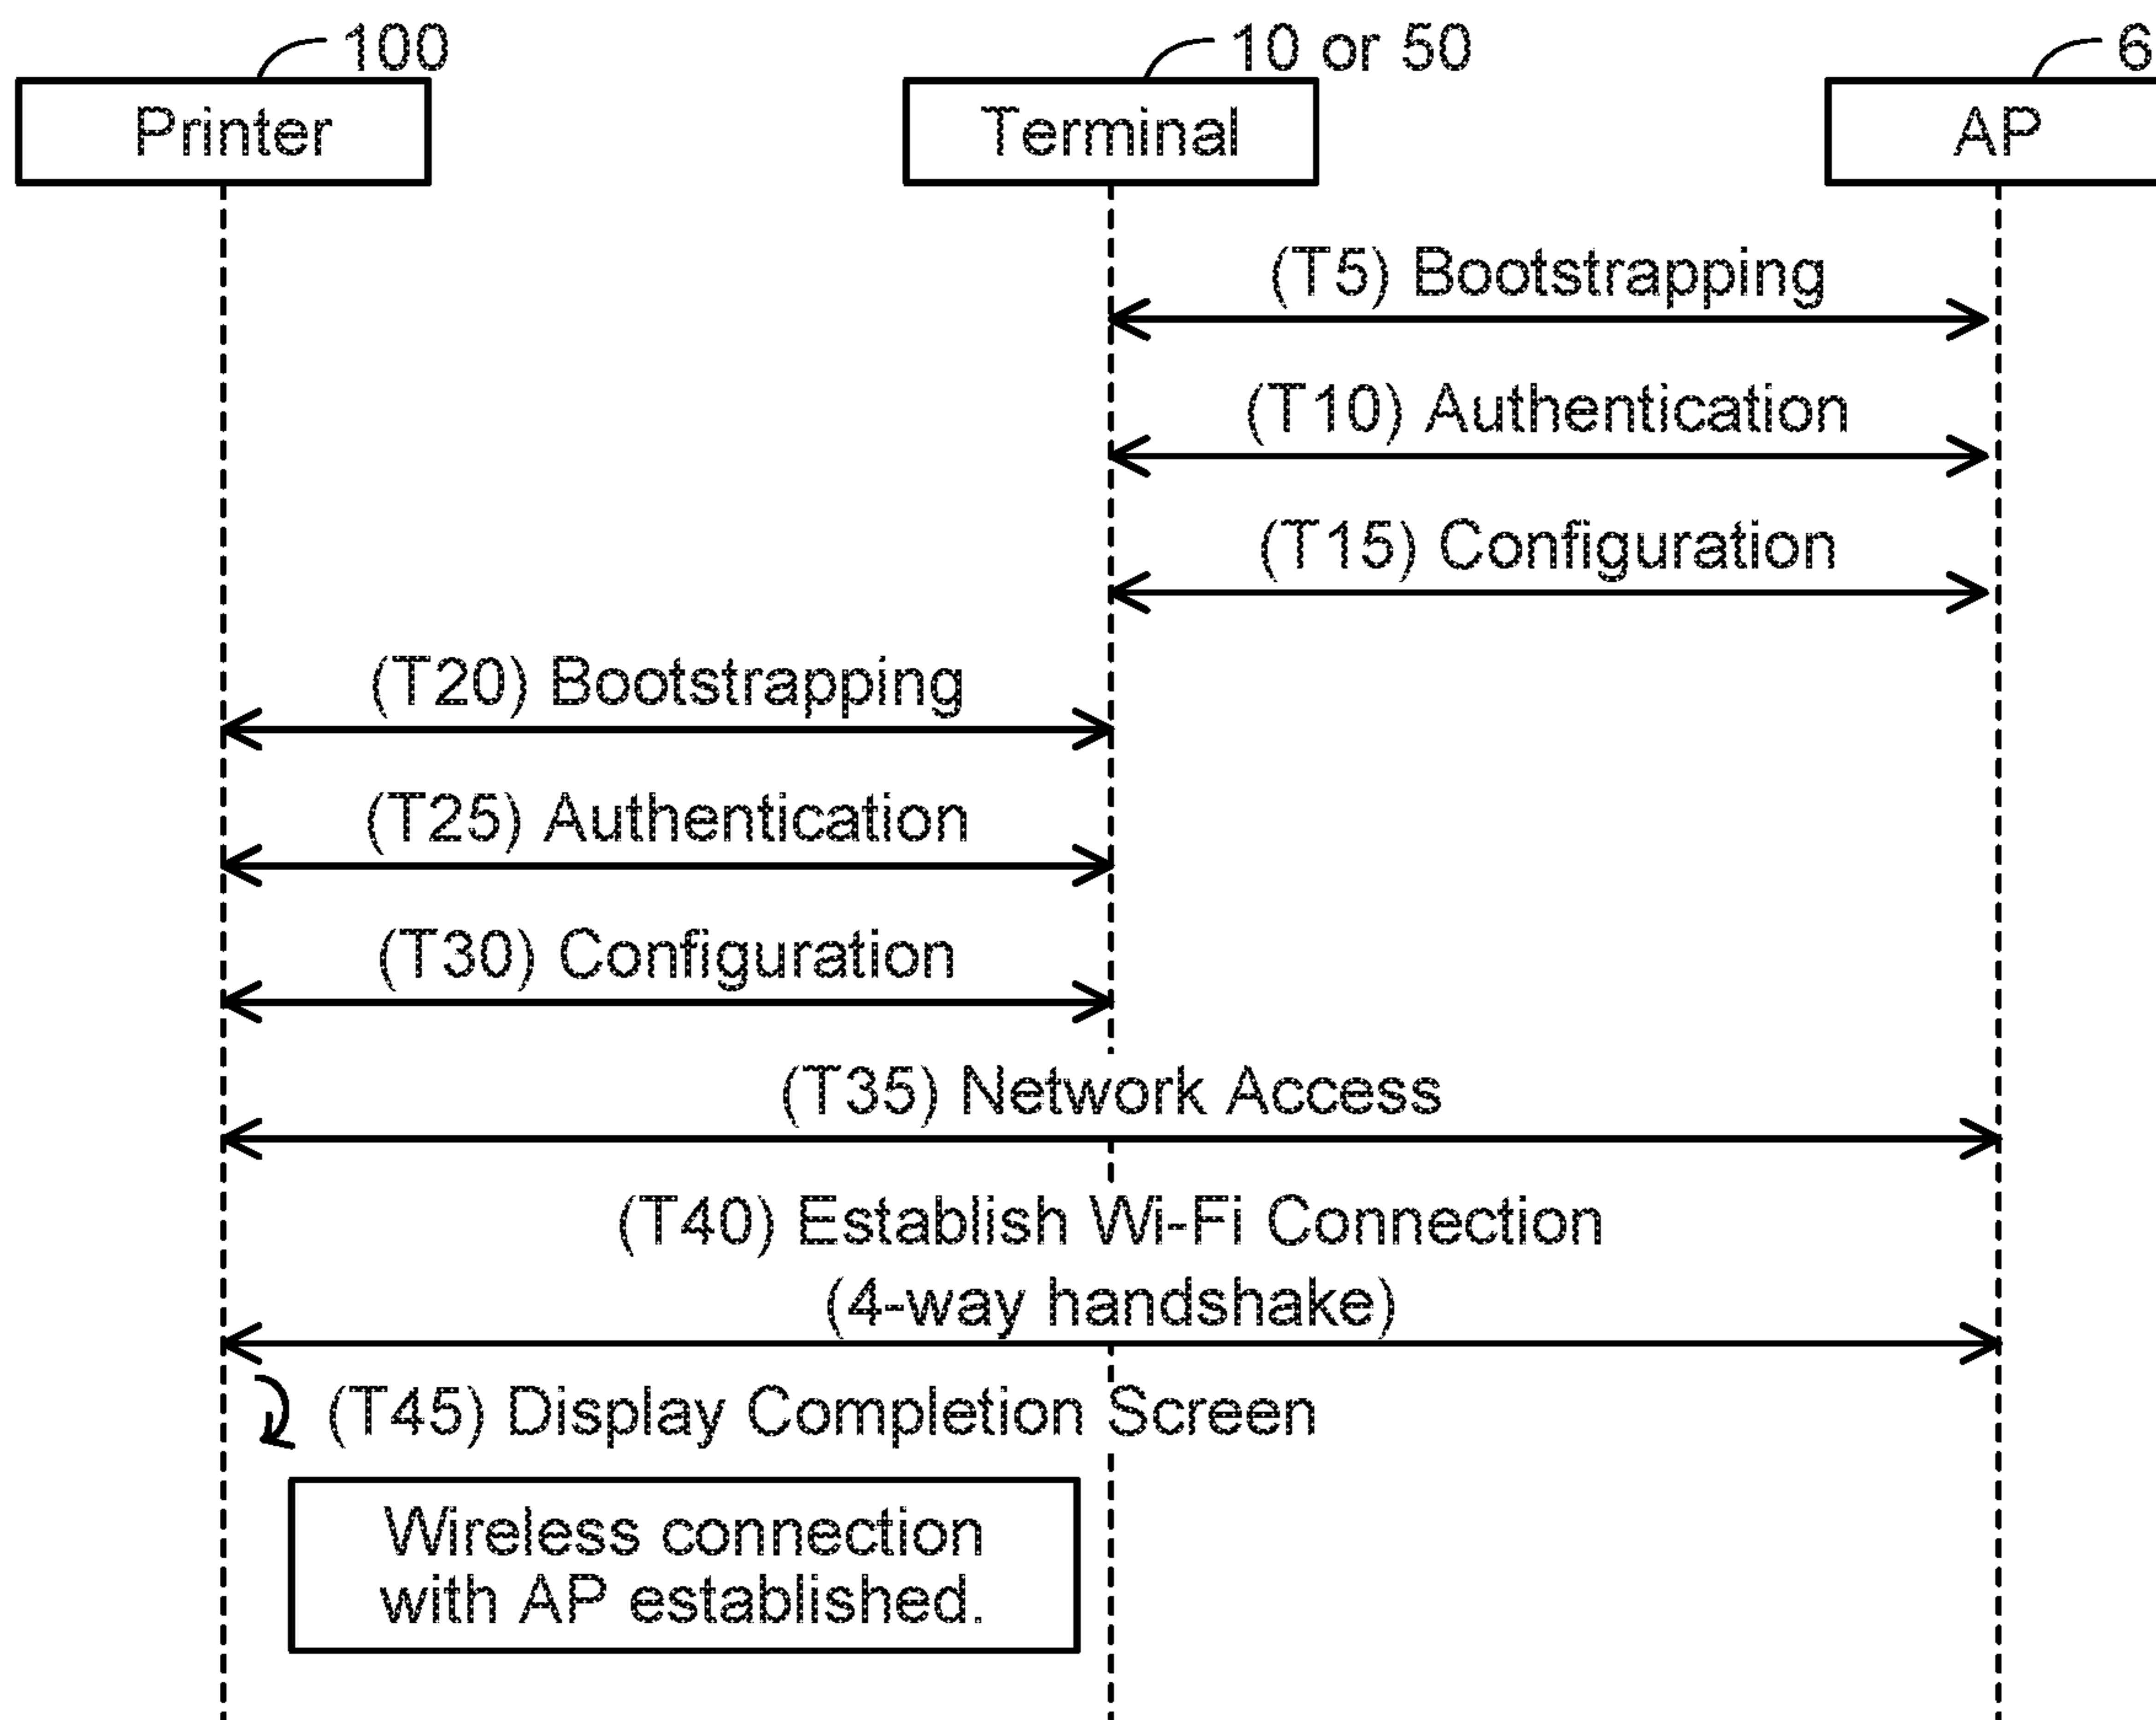 100
10 or 50
6
Printer
Terminal
AP
(T5) Bootstrapping
(T10) Authentication
(T15) Configuration
(T20) Bootstrapping
(T25) Authentication
(T30) Configuration
(T35) Network Access
(T40) Establish Wi-Fi Connection
(4-way handshake)
(T45) Display Completion Screen
Wireless connection
with AP established.